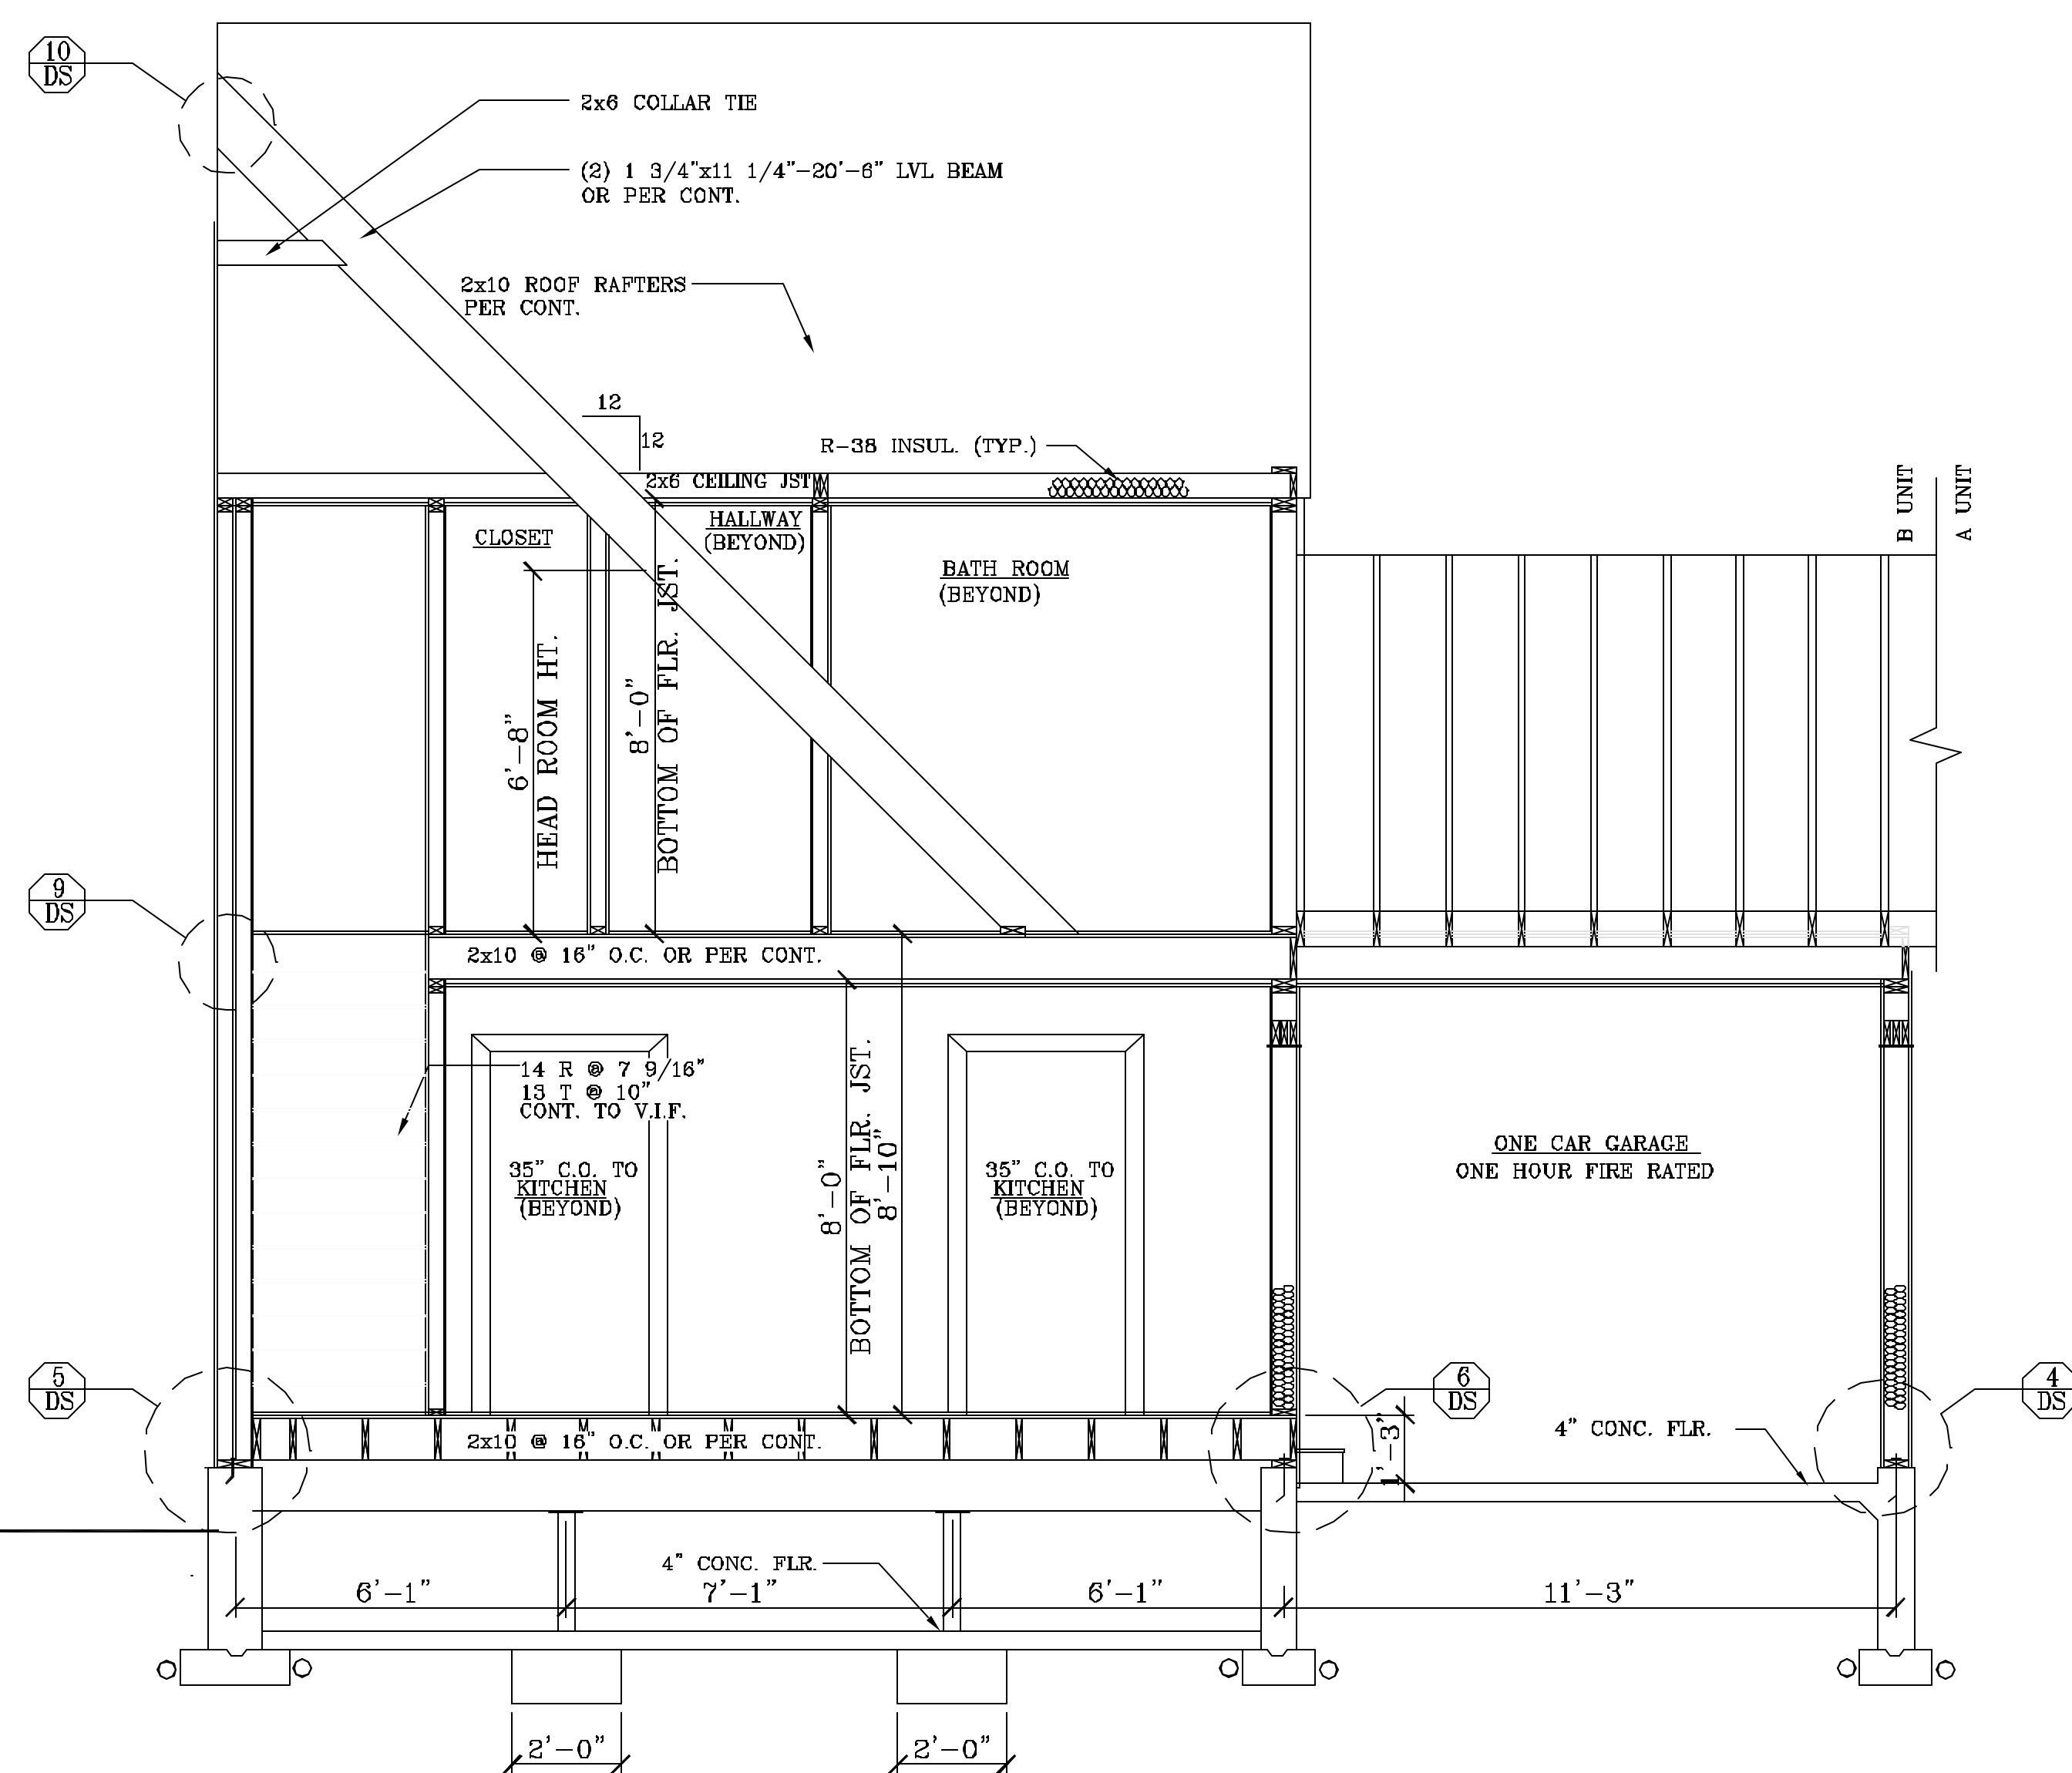 10
DS
2x6 COLLAR TIE
(2) 1 3/4"x11 1/4"-20'-6" LVL BEAM
OR PER CONT.
2x10 ROOF RAFTERS
PER CONT.
12
12
R-38 INSUL. (TYP.)
2x6 CEILING JST
B UNIT
A UNIT
CLOSET
HALLWAY
(BEYOND)
BATH ROOM
(BEYOND)
6'-8"
HEAD ROOM HT.
8'-0"
BOTTOM OF FLR. JST.
9
DS
2x10 @ 16" O.C. OR PER CONT.
14 R @ 7 9/16"
13 T @ 10"
CONT. TO V.I.F.
35" C.O. TO
KITCHEN
(BEYOND)
8'-0"
BOTTOM OF FLR. JST.
8'-10"
35" C.O. TO
KITCHEN
(BEYOND)
ONE CAR GARAGE
ONE HOUR FIRE RATED
5
DS
6
DS
4
DS
2x10 @ 16" O.C. OR PER CONT.
1'-3"
4" CONC. FLR.
4" CONC. FLR.
6'-1"
7'-1"
6'-1"
11'-3"
2'-0"
2'-0"